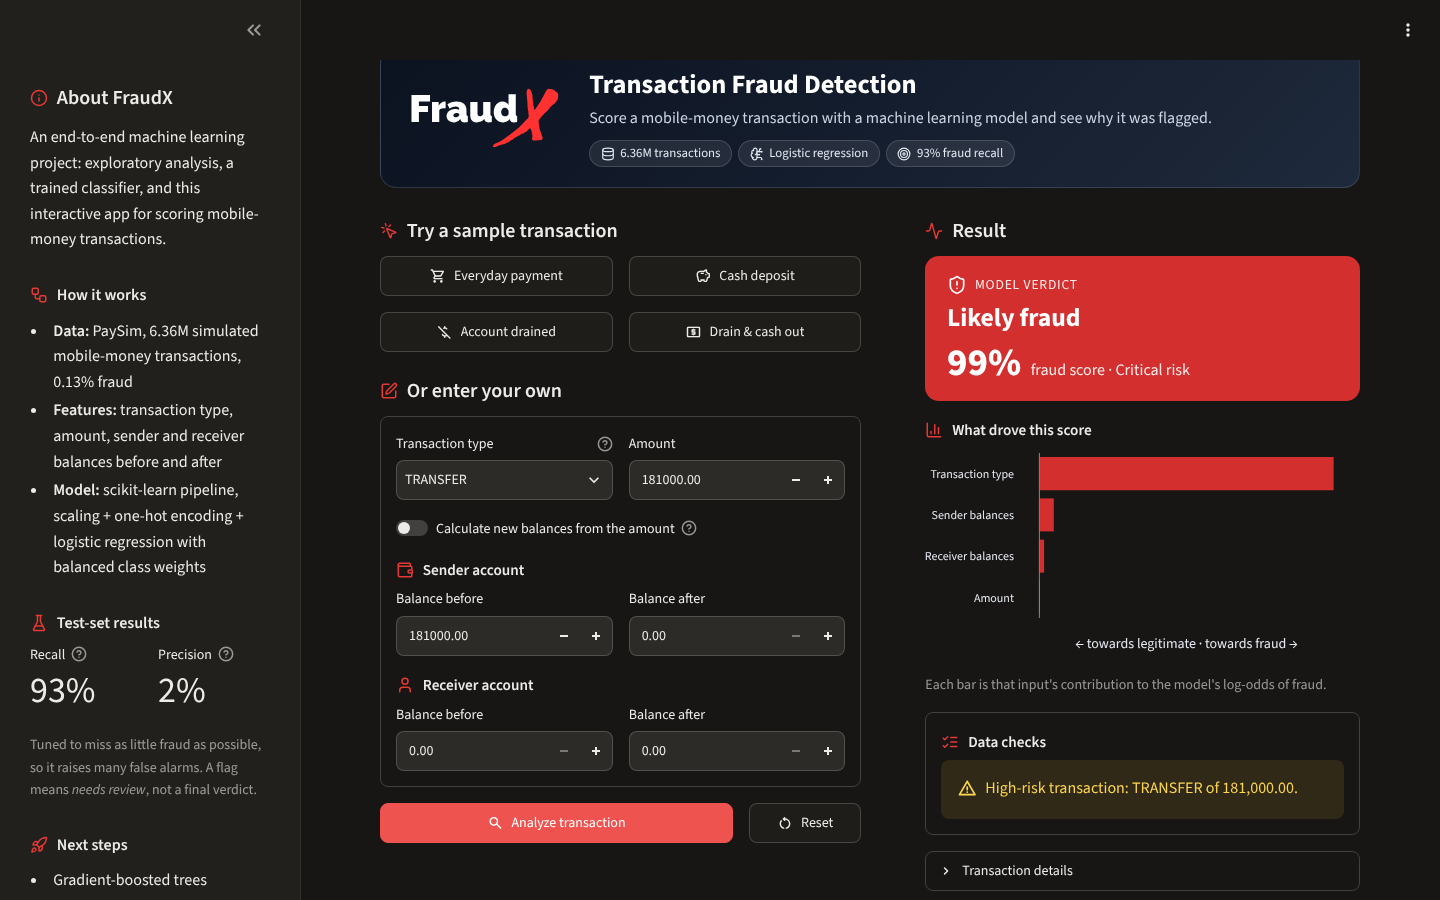 About FraudX
An end-to-end machine learning
project: exploratory analysis, a
trained classifier, and this
interactive app for scoring mobile-
money transactions.
How it works
• Data: PaySim, 6.36M simulated
mobile-money transactions,
0.13% fraud
• Features: transaction type,
amount, sender and receiver
balances before and after
• Model: scikit-learn pipeline,
scaling + one-hot encoding +
logistic regression with
balanced class weights
Test-set results
Recall Precision
93% 2%
Tuned to miss as little fraud as possible,
so it raises many false alarms. A flag
means needs review, not a final verdict.
Next steps
• Gradient-boosted trees
FraudX
Transaction Fraud Detection
Score a mobile-money transaction with a machine learning model and see why it was flagged.
6.36M transactions Logistic regression 93% fraud recall
Try a sample transaction
Everyday payment Cash deposit
Account drained Drain & cash out
Or enter your own
Transaction type Amount
TRANSFER 181000.00
Calculate new balances from the amount
Sender account
Balance before Balance after
181000.00 0.00
Receiver account
Balance before Balance after
0.00 0.00
Analyze transaction Reset
Result
MODEL VERDICT
Likely fraud
99% fraud score · Critical risk
What drove this score
Transaction type
Sender balances
Receiver balances
Amount
← towards legitimate · towards fraud →
Each bar is that input's contribution to the model's log-odds of fraud.
Data checks
High-risk transaction: TRANSFER of 181,000.00.
Transaction details